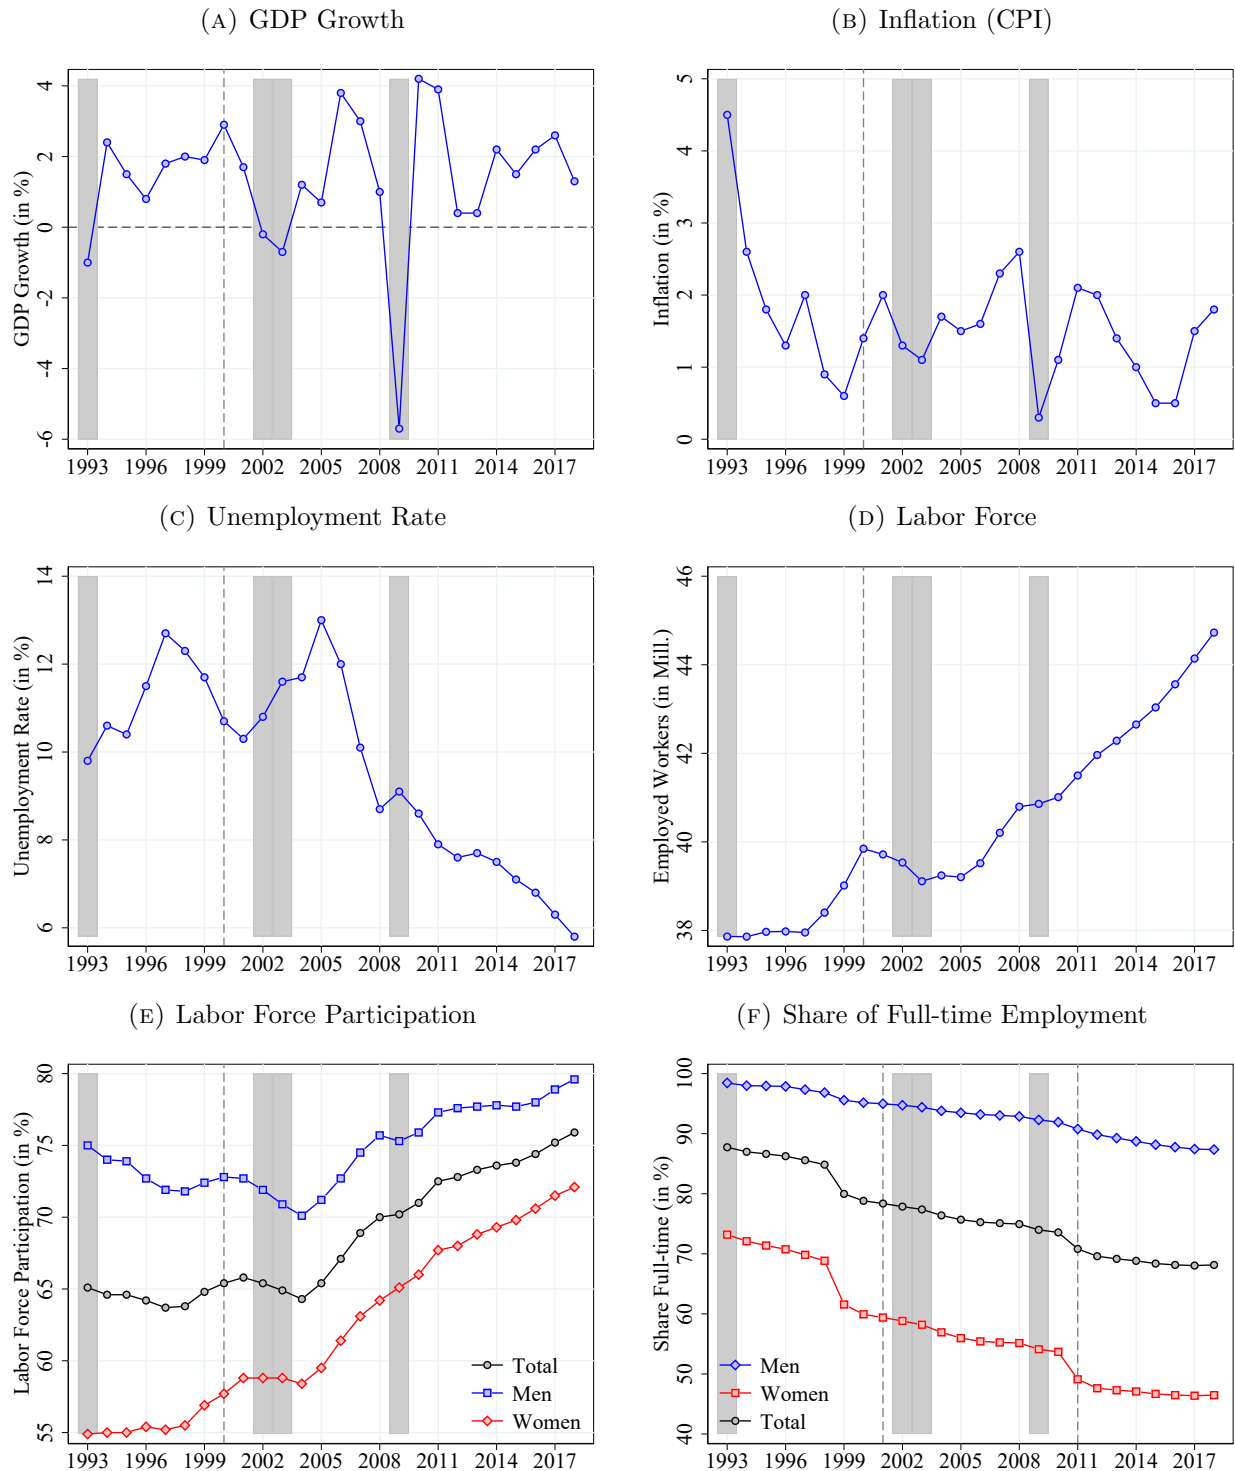 (A) GDP Growth
GDP Growth (in %)
4
2
0
-2
-4
-6
1993 1996 1999 2002 2005 2008 2011 2014 2017
(B) Inflation (CPI)
Inflation (in %)
5
4
3
2
1
0
1993 1996 1999 2002 2005 2008 2011 2014 2017
(C) Unemployment Rate
Unemployment Rate (in %)
14
12
10
8
6
1993 1996 1999 2002 2005 2008 2011 2014 2017
(D) Labor Force
Employed Workers (in Mill.)
46
44
42
40
38
1993 1996 1999 2002 2005 2008 2011 2014 2017
(E) Labor Force Participation
Labor Force Participation (in %)
80
75
70
65
60
55
Total
Men
Women
1993 1996 1999 2002 2005 2008 2011 2014 2017
(F) Share of Full-time Employment
Share Full-time (in %)
100
90
80
70
60
50
40
Men
Women
Total
1993 1996 1999 2002 2005 2008 2011 2014 2017